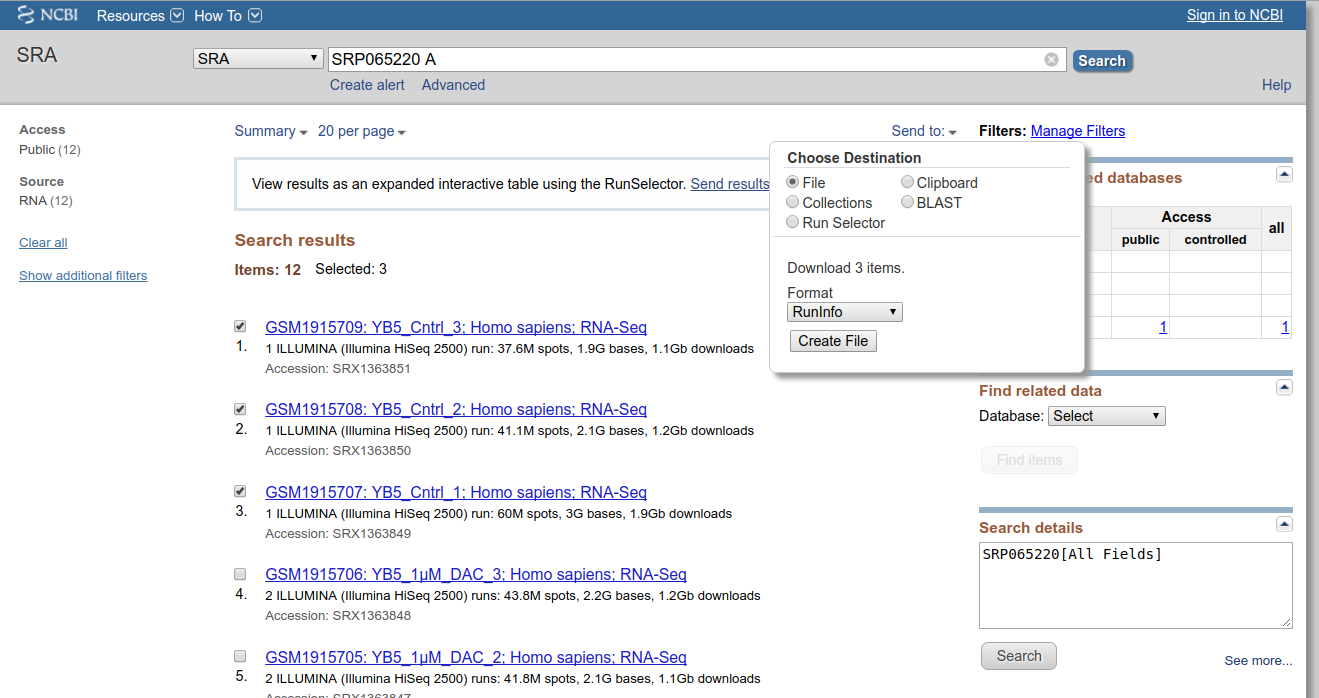 NCBI Resources How To Sign in to NCBI
SRA SRA SRP065220 A Search
Create alert Advanced Help
Access
Public (12)
Source
RNA (12)
Clear all
Show additional filters
Summary 20 per page Send to: Filters: Manage Filters
View results as an expanded interactive table using the RunSelector. Send results
Search results
Items: 12 Selected: 3
GSM1915709: YB5_Cntrl_3; Homo sapiens; RNA-Seq
1. 1 ILLUMINA (Illumina HiSeq 2500) run: 37.6M spots, 1.9G bases, 1.1Gb downloads
Accession: SRX1363851
GSM1915708: YB5_Cntrl_2; Homo sapiens; RNA-Seq
2. 1 ILLUMINA (Illumina HiSeq 2500) run: 41.1M spots, 2.1G bases, 1.2Gb downloads
Accession: SRX1363850
GSM1915707: YB5_Cntrl_1; Homo sapiens; RNA-Seq
3. 1 ILLUMINA (Illumina HiSeq 2500) run: 60M spots, 3G bases, 1.9Gb downloads
Accession: SRX1363849
GSM1915706: YB5_1µM_DAC_3; Homo sapiens; RNA-Seq
4. 2 ILLUMINA (Illumina HiSeq 2500) runs: 43.8M spots, 2.2G bases, 1.2Gb downloads
Accession: SRX1363848
GSM1915705: YB5_1µM_DAC_2; Homo sapiens; RNA-Seq
5. 2 ILLUMINA (Illumina HiSeq 2500) runs: 41.8M spots, 2.1G bases, 1.1Gb downloads
Accession: SRX1363847
Choose Destination
File Clipboard
Collections BLAST
Run Selector
Download 3 items.
Format
RunInfo
Create File
ed databases
Access all
public controlled
1 1
Find related data
Database: Select
Find items
Search details
SRP065220[All Fields]
Search See more...